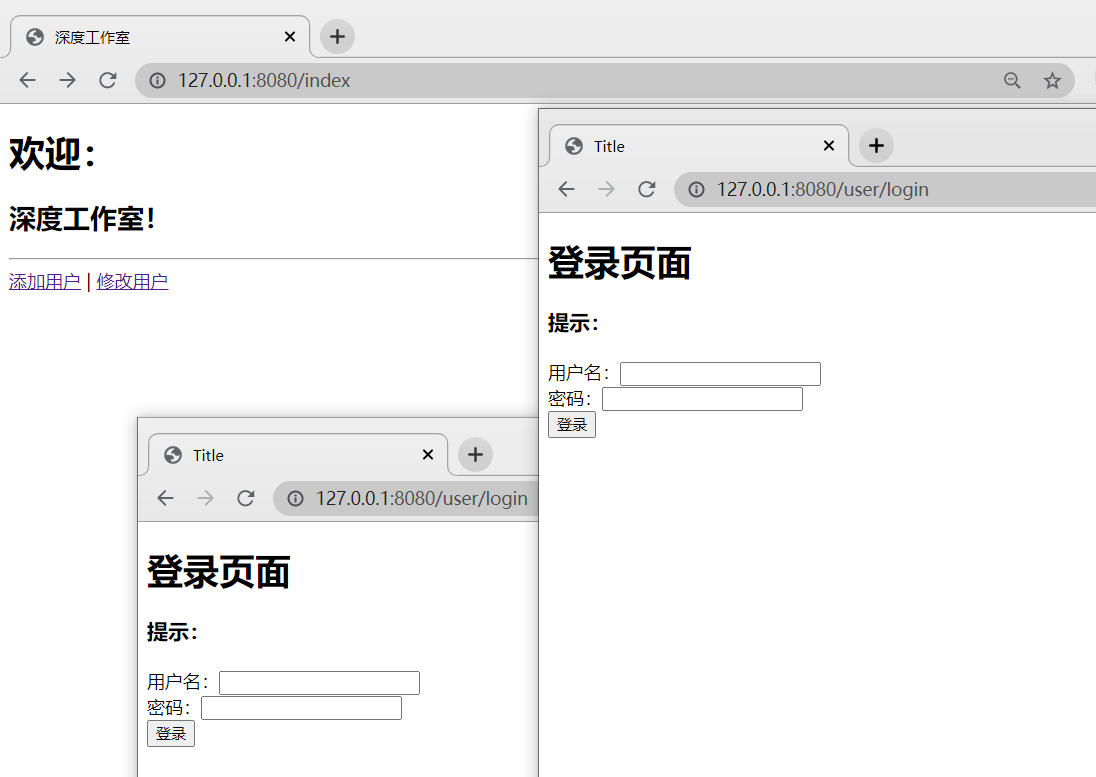 深度工作室
127.0.0.1:8080/index
欢迎：
深度工作室！
添加用户 | 修改用户
Title
127.0.0.1:8080/user/login
登录页面
提示：
用户名：
密码：
登录
Title
127.0.0.1:8080/user/login
登录页面
提示：
用户名：
密码：
登录